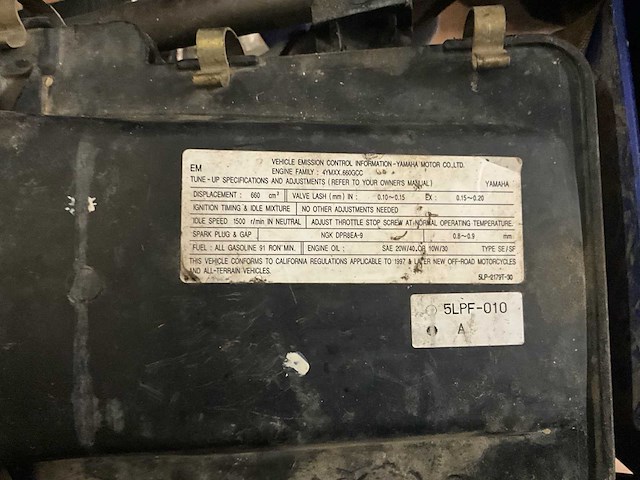 VEHICLE EMISSION CONTROL INFORMATION-YAMAHA MOTOR CO.,LTD.
EM ENGINE FAMILY : 4YMXX.660GCC
TUNE-UP SPECIFICATIONS AND ADJUSTMENTS (REFER TO YOUR OWNER'S MANUAL) YAMAHA
DISPLACEMENT : 660 cm³ VALVE LASH (mm) IN : 0.10~0.15 EX : 0.15~0.20
IGNITION TIMING & IDLE MIXTURE NO OTHER ADJUSTMENTS NEEDED
IDLE SPEED 1500 r/min IN NEUTRAL ADJUST THROTTLE STOP SCREW AT NORMAL OPERATING TEMPERATURE.
SPARK PLUG & GAP NGK DPR8EA-9 0.8~0.9 mm
FUEL : ALL GASOLINE 91 RON MIN. ENGINE OIL : SAE 20W/40 OR 10W/30 TYPE SE/SF
THIS VEHICLE CONFORMS TO CALIFORNIA REGULATIONS APPLICABLE TO 1997 & LATER NEW OFF-ROAD MOTORCYCLES
AND ALL-TERRAIN VEHICLES. 5LP-2179T-30
5LPF-010
A